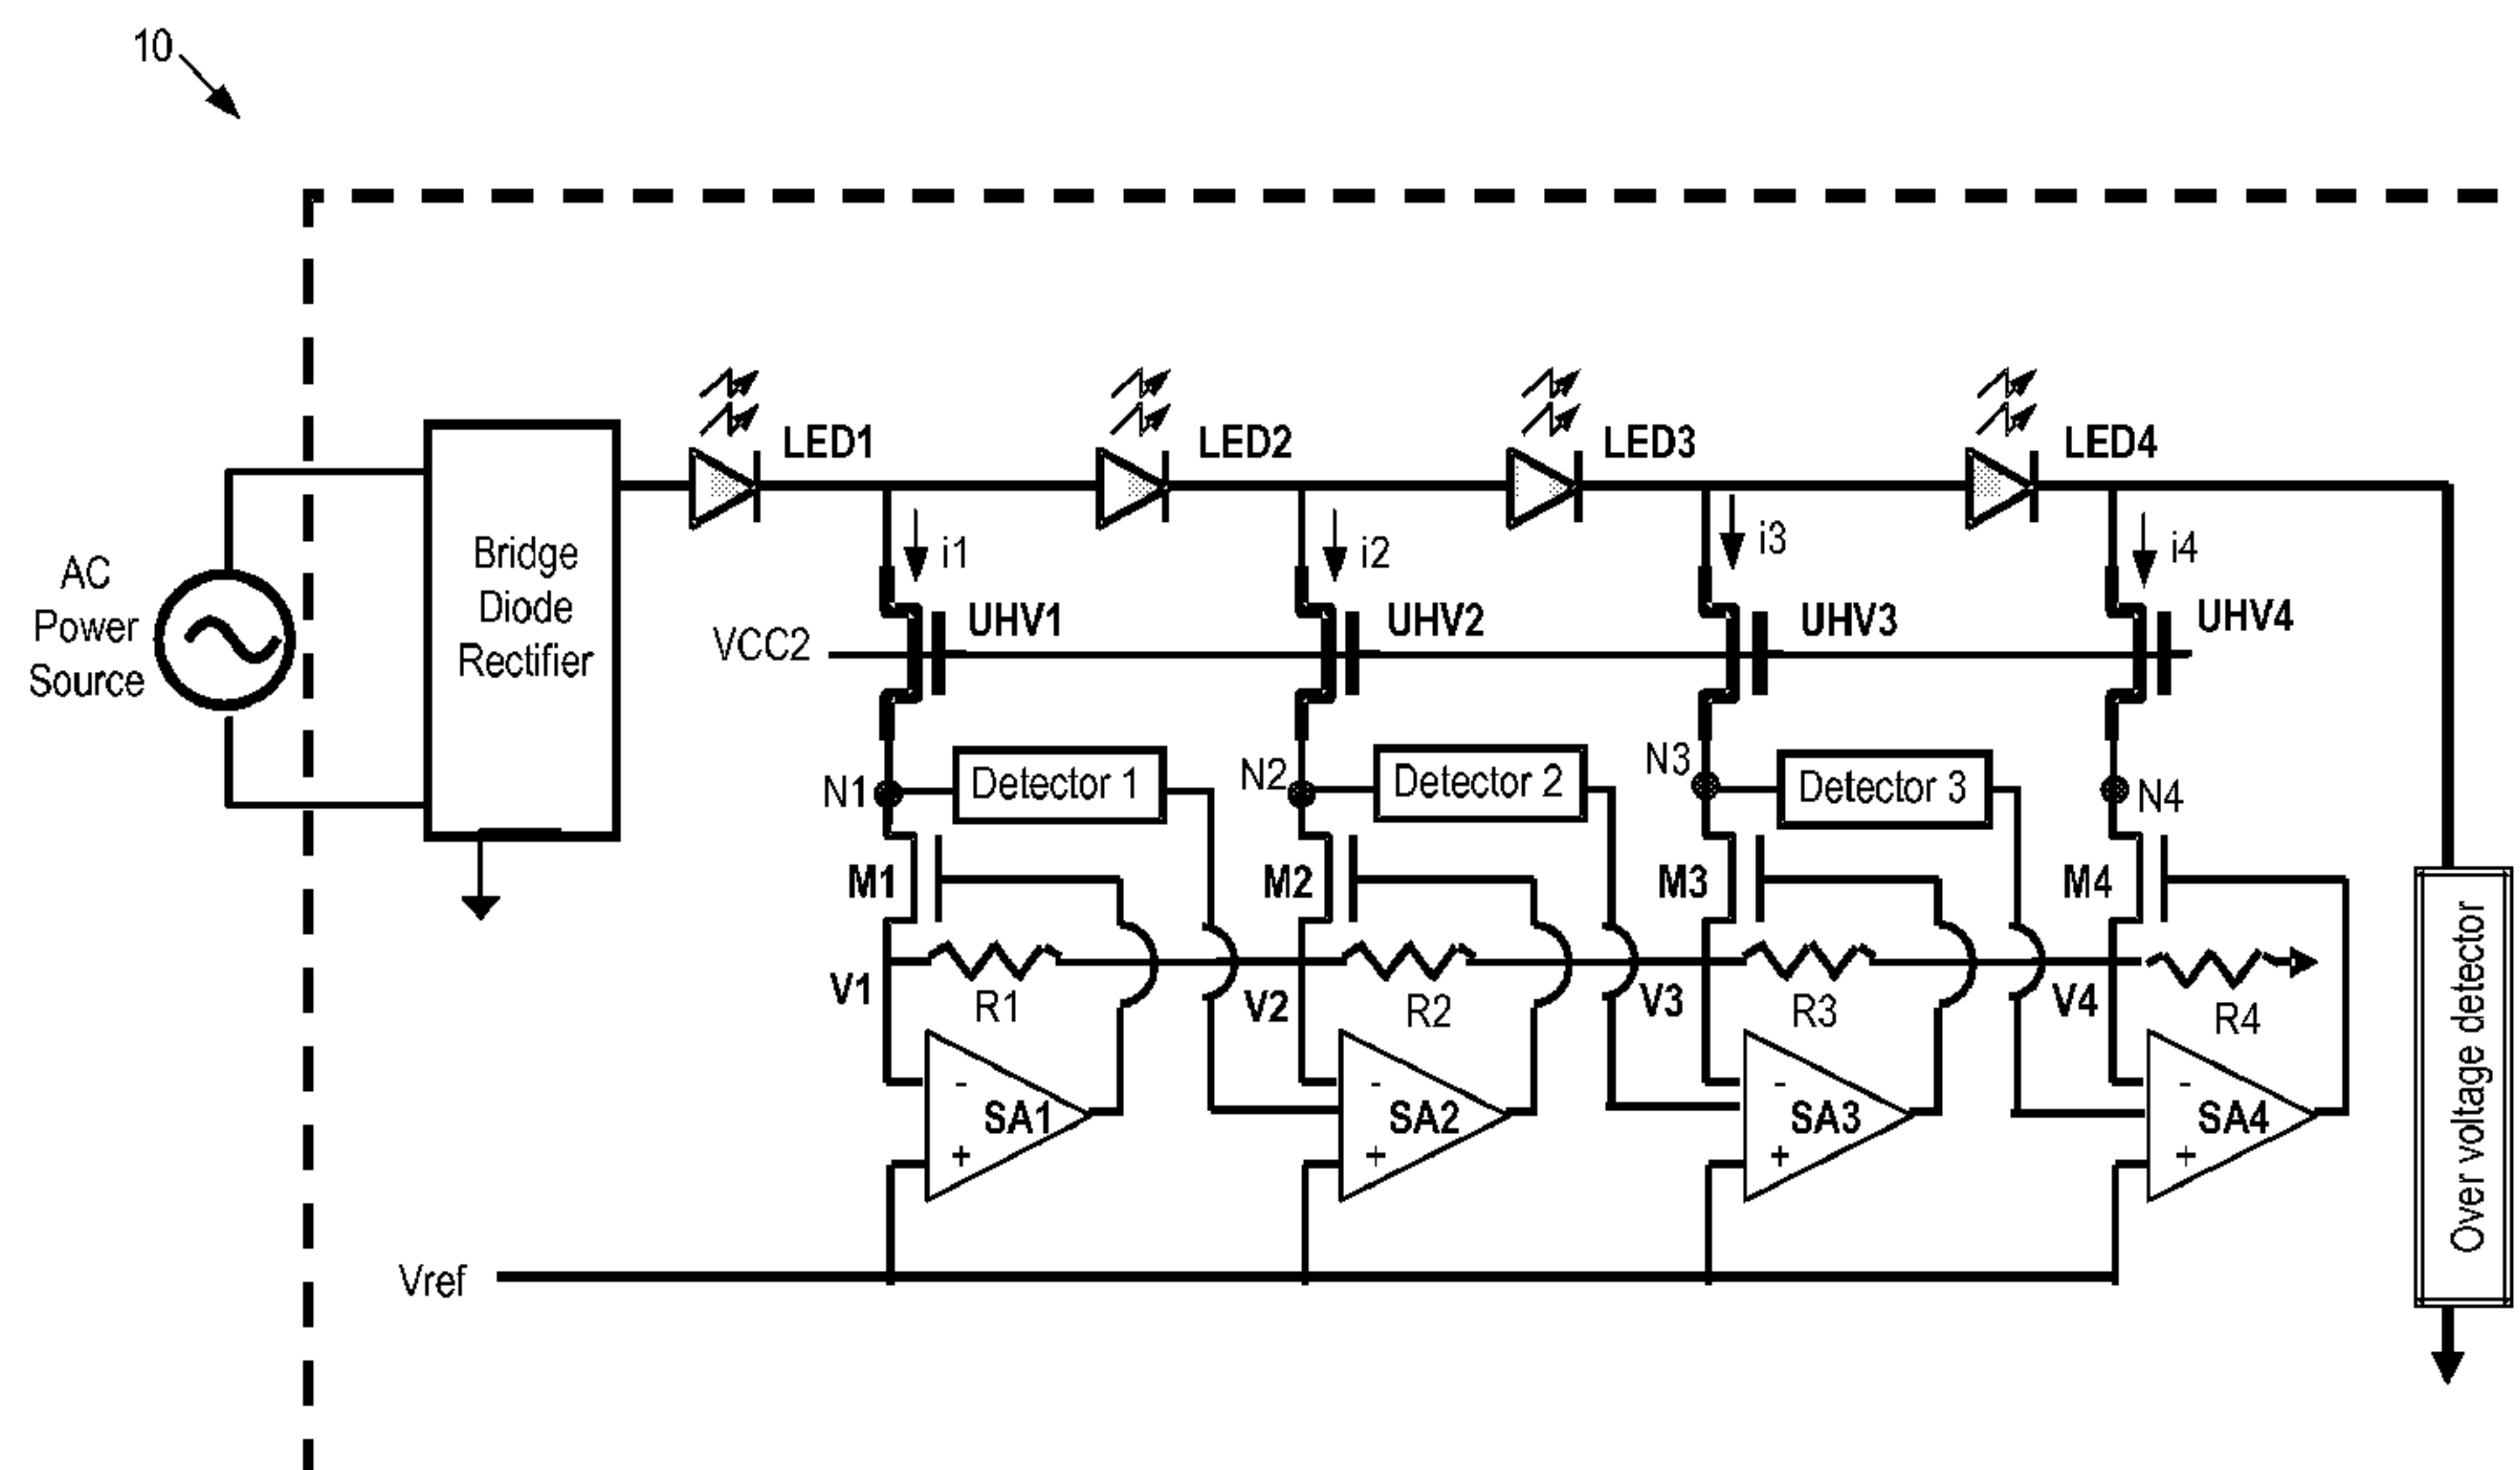 10
LED1
LED2
LED3
LED4
AC
Power
Source
Bridge
Diode
Rectifier
i1
i2
i3
i4
VCC2
UHV1
UHV2
UHV3
UHV4
N1
Detector 1
N2
Detector 2
N3
Detector 3
N4
M1
M2
M3
M4
V1
R1
V2
R2
V3
R3
V4
R4
-
SA1
+
-
SA2
+
-
SA3
+
-
SA4
+
Over voltage detector
Vref